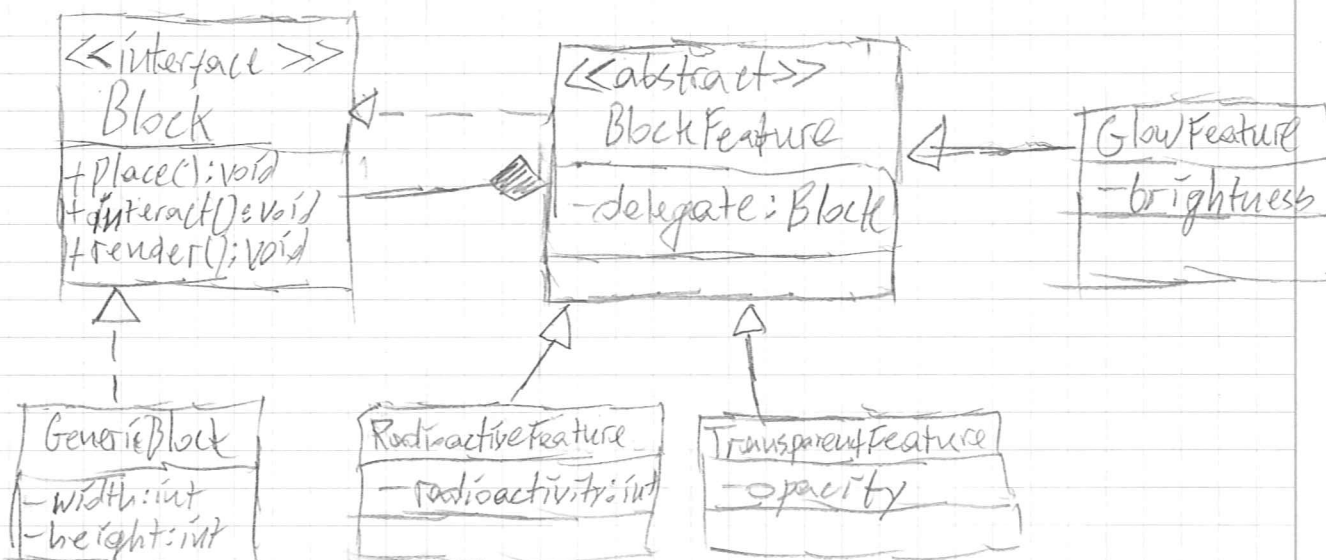 <<interface>>
Block
+place():void
+interact():void
+render():void
1
<<abstract>>
BlockFeature
-delegate:Block
GlowFeature
-brightness
GenericBlock
-width:int
-height:int
RadioactiveFeature
-radioactivity:int
TransparentFeature
-opacity